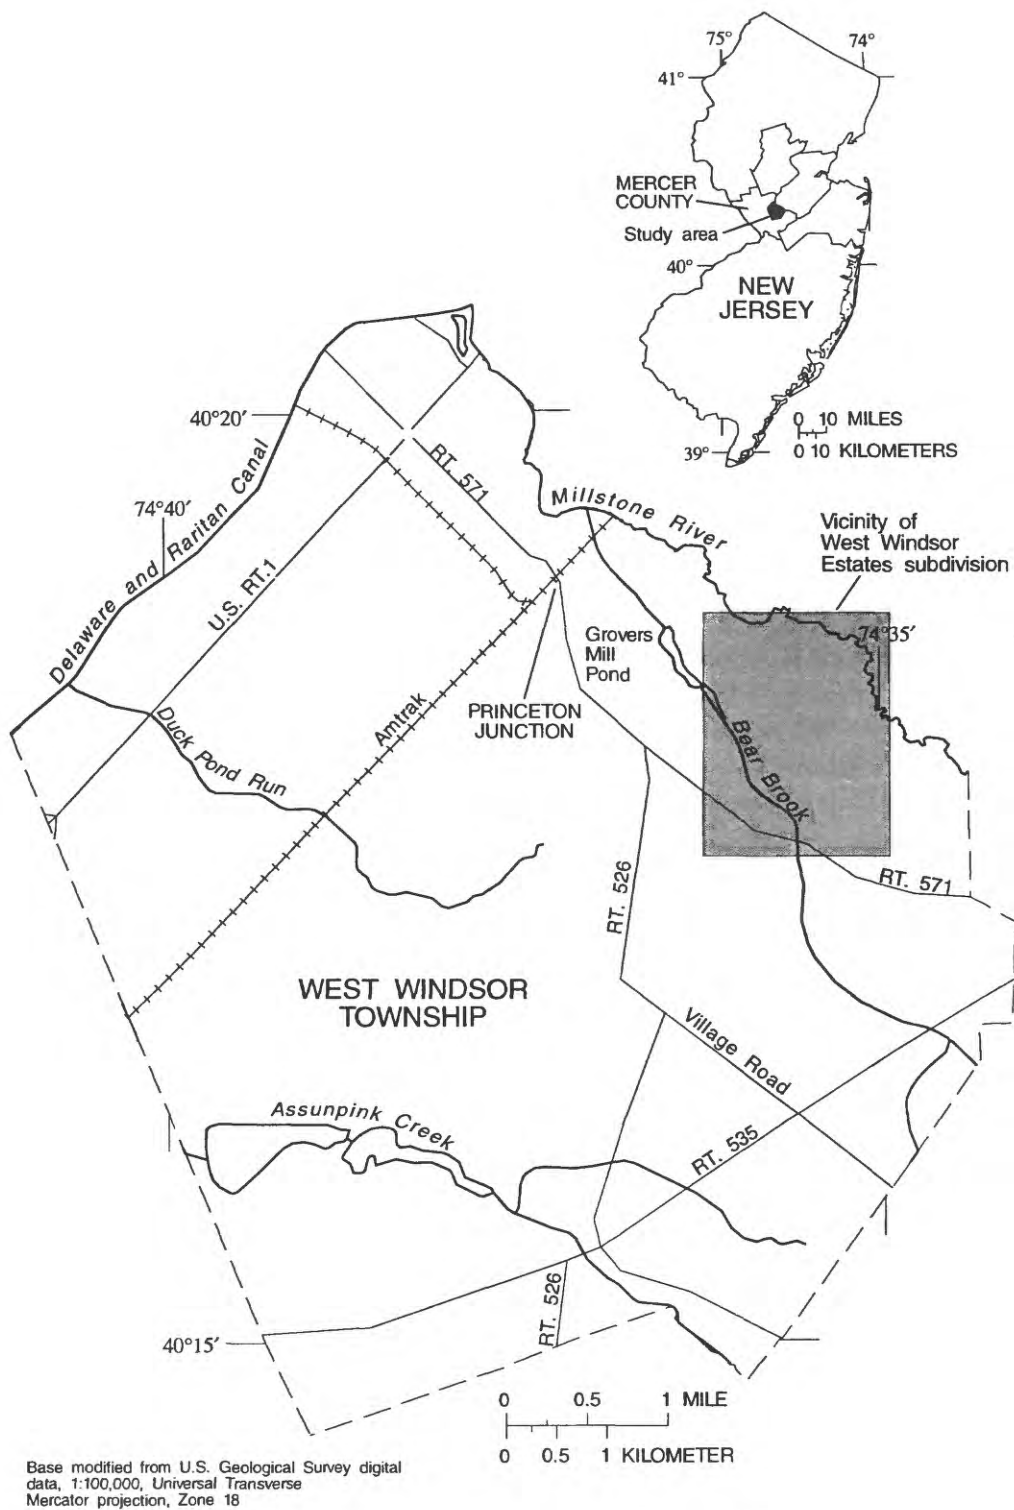 75°
74°
41°
MERCER
COUNTY
Study area
40°
NEW
JERSEY
0 10 MILES
0 10 KILOMETERS
39°
40°20′
RT. 571
Delaware and Raritan Canal
74°40′
Millstone River
Vicinity of
West Windsor
Estates subdivision
U.S. RT.1
74°35′
Grovers
Mill
Pond
Amtrak
PRINCETON
JUNCTION
Duck Pond Run
Bear Brook
RT. 526
RT. 571
WEST WINDSOR
TOWNSHIP
Village Road
Assunpink Creek
RT. 535
RT. 526
40°15′
0 0.5 1 MILE
0 0.5 1 KILOMETER
Base modified from U.S. Geological Survey digital
data, 1:100,000, Universal Transverse
Mercator projection, Zone 18